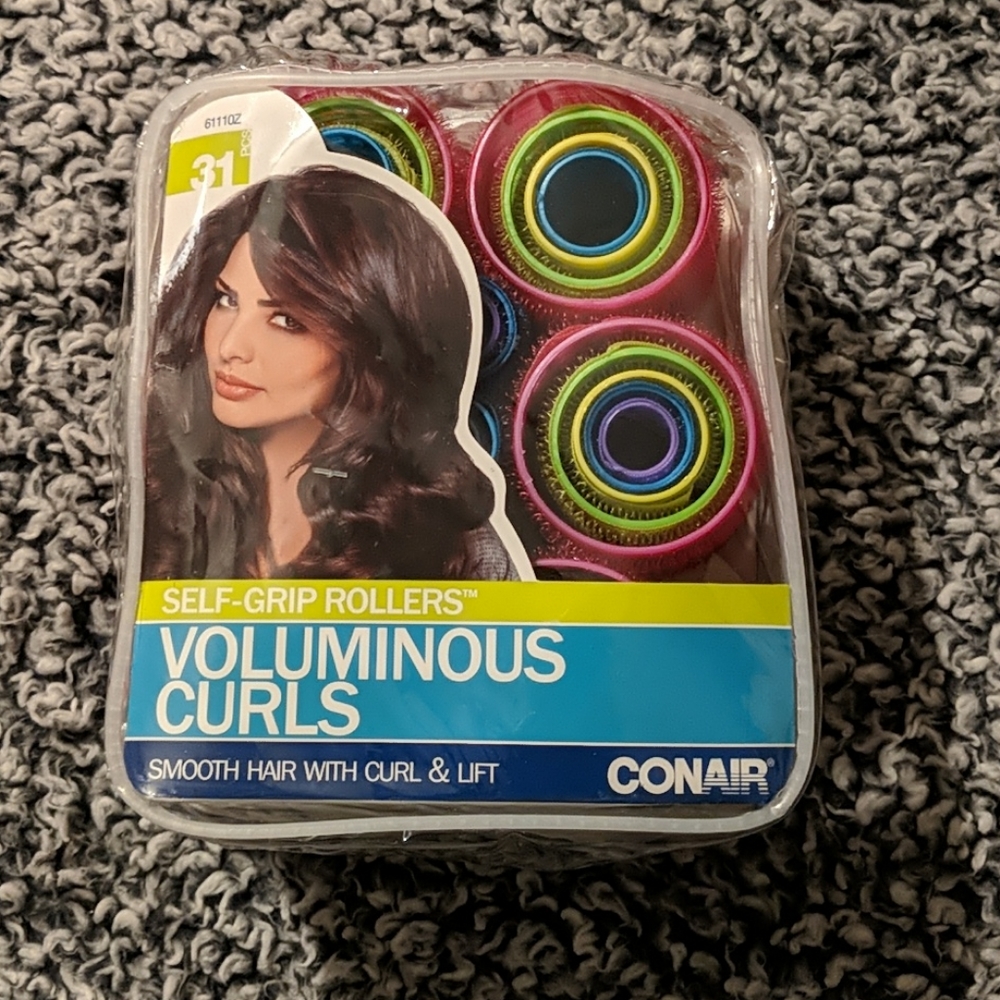 61110Z
31 PCS
SELF-GRIP ROLLERS™
VOLUMINOUS
CURLS
SMOOTH HAIR WITH CURL & LIFT
CONAIR®